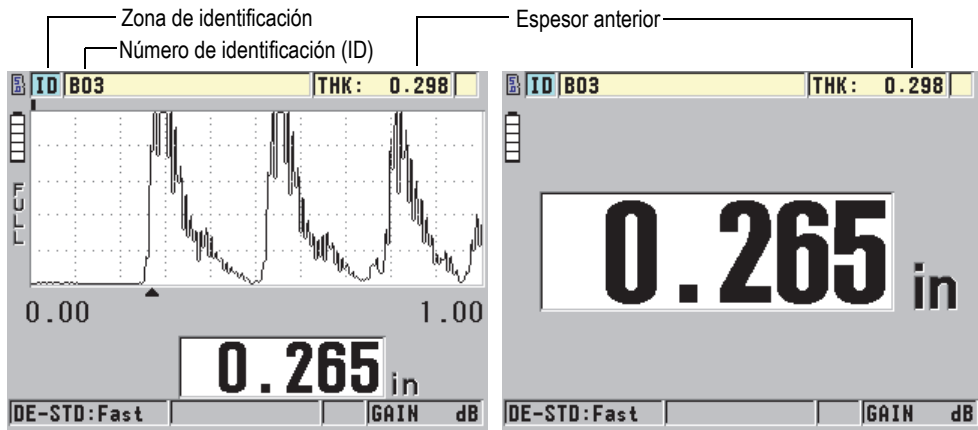 Zona de identificación
Espesor anterior
Número de identificación (ID)
ID B03 THK: 0.298
FULL
0.00 1.00
0.265 in
DE-STD:Fast GAIN dB
ID B03 THK: 0.298
0.265 in
DE-STD:Fast GAIN dB